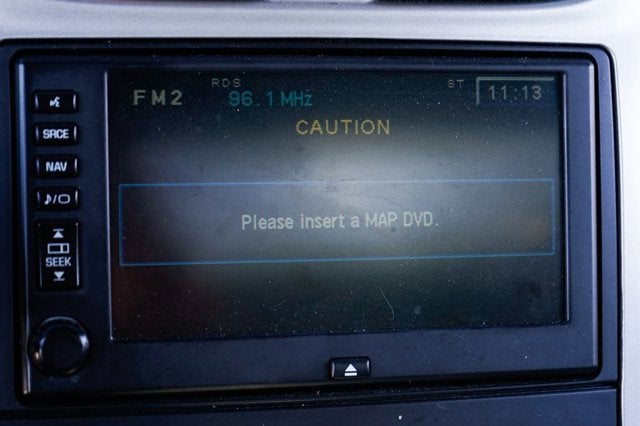 RDS ST
FM2 96.1 MHz 11:13
CAUTION
Please insert a MAP DVD.
SRCE
NAV
SEEK